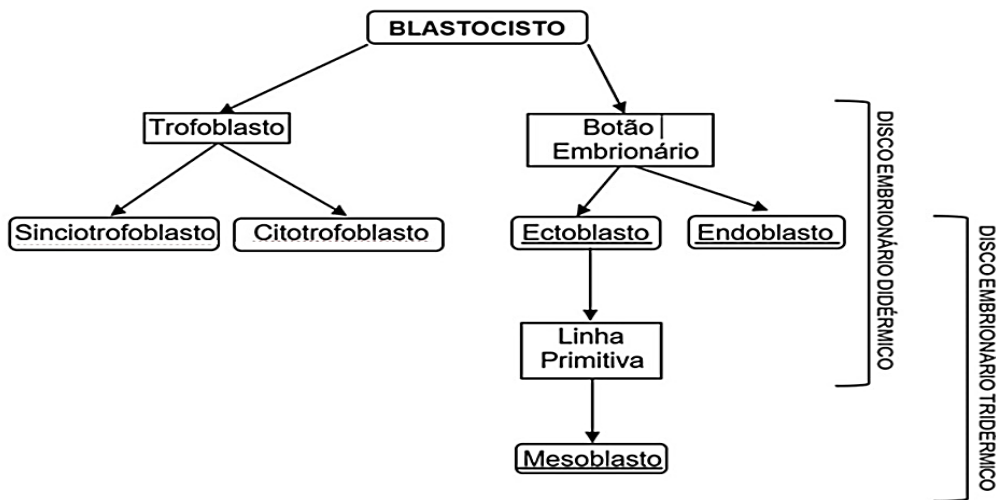 BLASTOCISTO
Trofoblasto
Botão
Embrionário
Sinciotrofoblasto
Citotrofoblasto
Ectoblasto
Endoblasto
Linha
Primitiva
Mesoblasto
DISCO EMBRIONÁRIO DIDÉRMICO
DISCO EMBRIONARIO TRIDERMICO